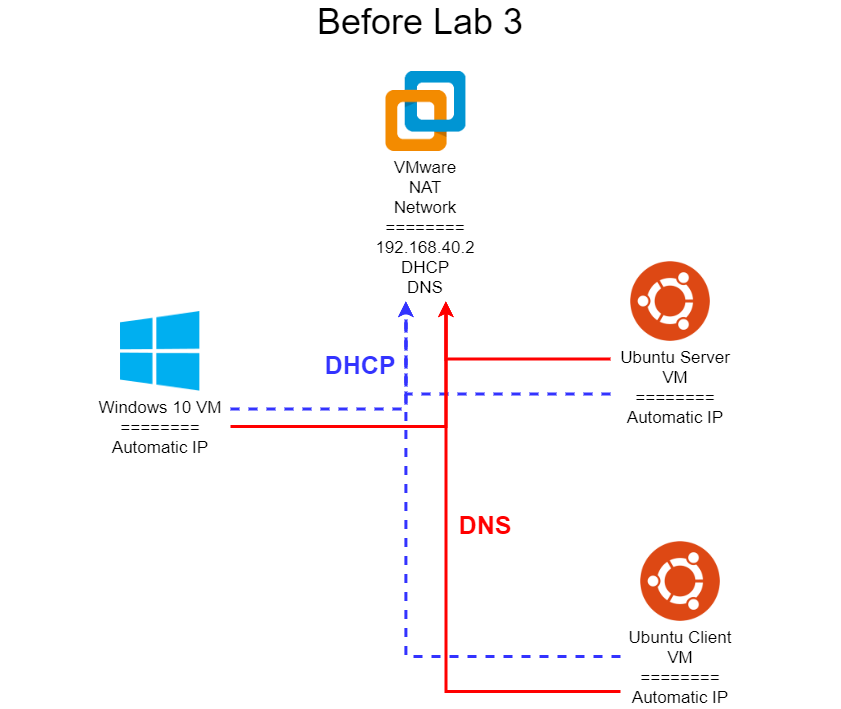 Before Lab 3
VMware
NAT
Network
========
192.168.40.2
DHCP
DNS
DHCP
Windows 10 VM
========
Automatic IP
Ubuntu Server
VM
========
Automatic IP
DNS
Ubuntu Client
VM
========
Automatic IP